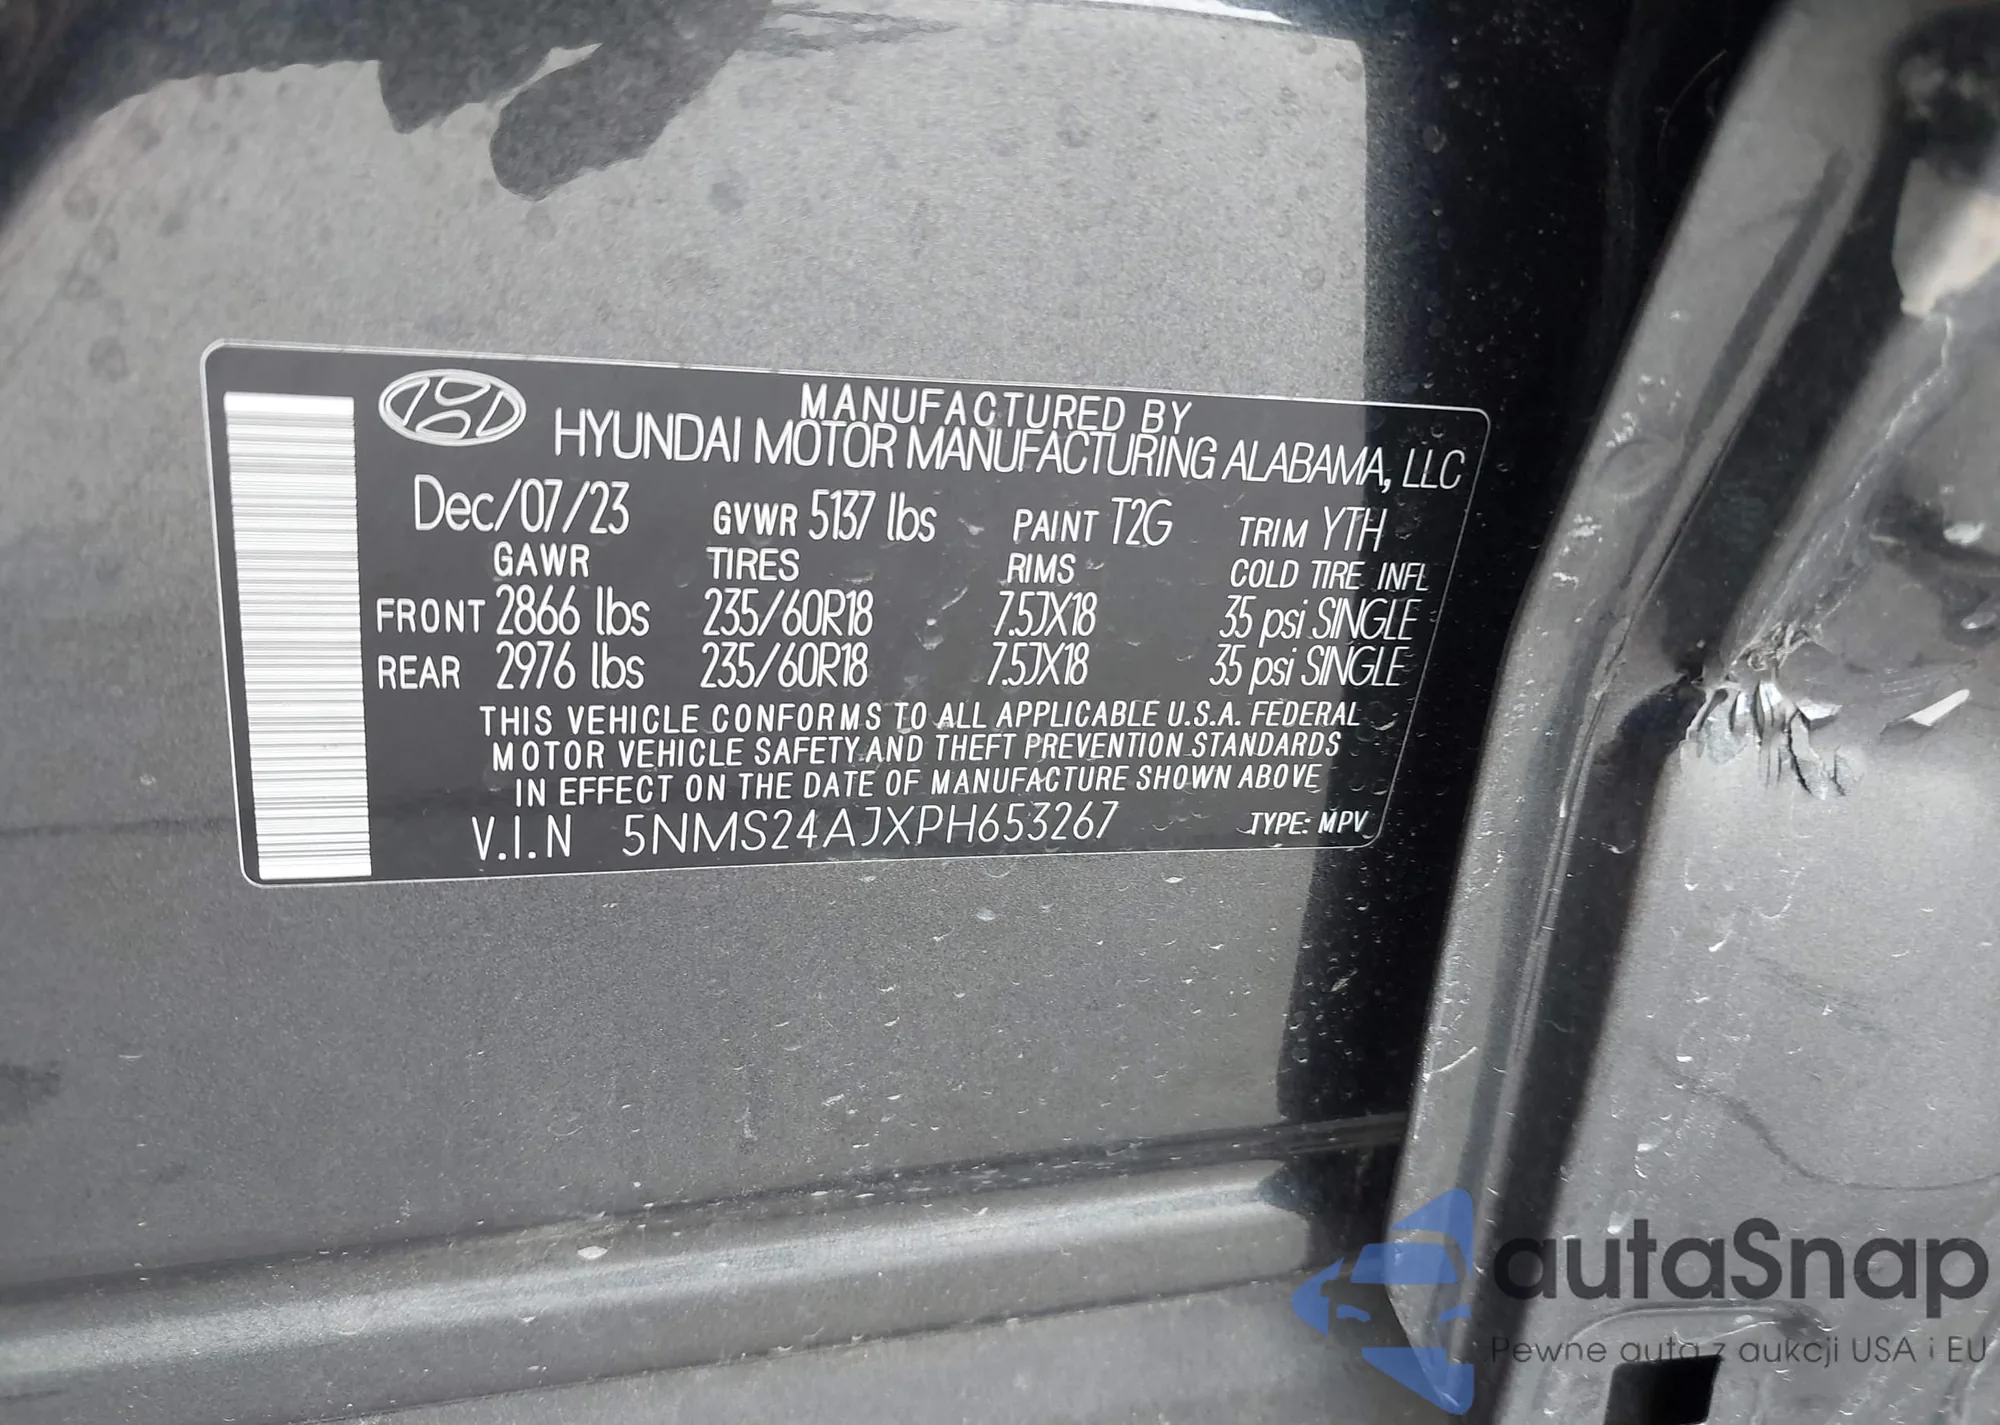 MANUFACTURED BY
HYUNDAI MOTOR MANUFACTURING ALABAMA, LLC
Dec/07/23 GVWR 5137 lbs PAINT T2G TRIM YTH
GAWR TIRES RIMS COLD TIRE INFL
FRONT 2866 lbs 235/60R18 7.5JX18 35 psi SINGLE
REAR 2976 lbs 235/60R18 7.5JX18 35 psi SINGLE
THIS VEHICLE CONFORMS TO ALL APPLICABLE U.S.A. FEDERAL
MOTOR VEHICLE SAFETY AND THEFT PREVENTION STANDARDS
IN EFFECT ON THE DATE OF MANUFACTURE SHOWN ABOVE
V.I.N 5NMS24AJXPH653267 TYPE: MPV
autaSnap
Pewne auta z aukcji USA i EU